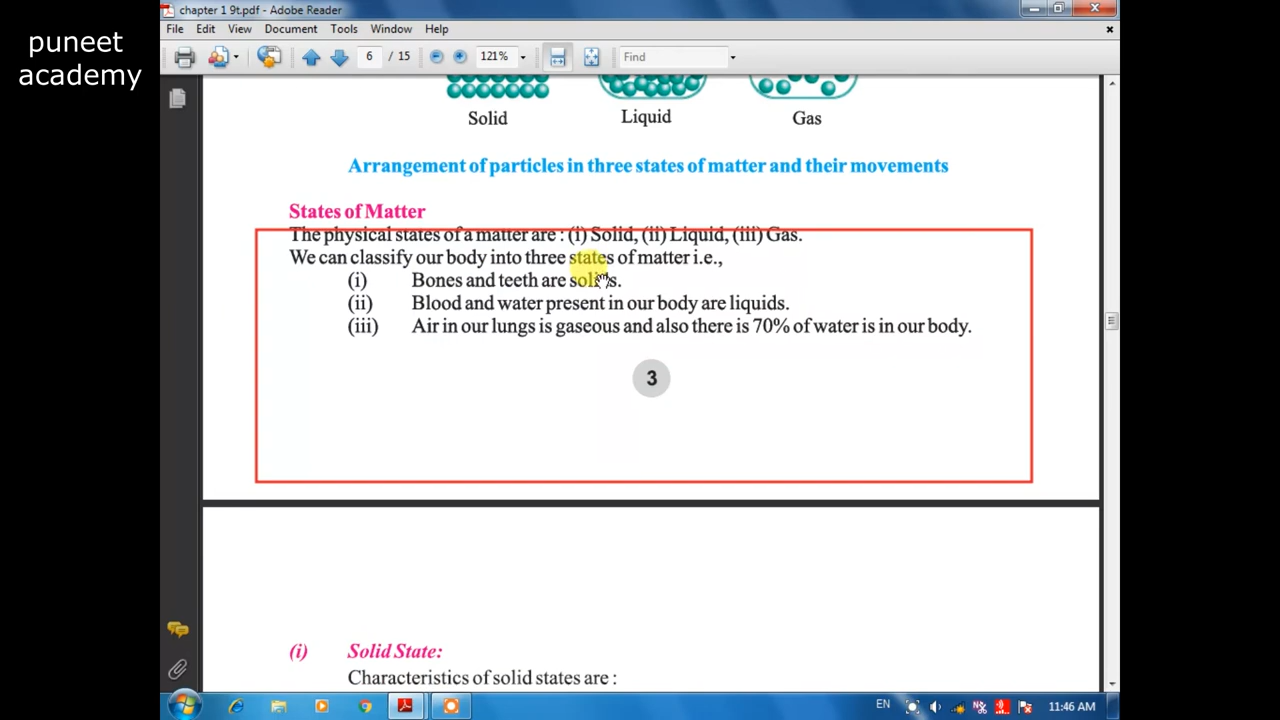 puneet
academy
chapter 1 9t.pdf - Adobe Reader
File Edit View Document Tools Window Help
6 / 15 121% Find
Solid Liquid Gas
Arrangement of particles in three states of matter and their movements
States of Matter
The physical states of a matter are : (i) Solid, (ii) Liquid, (iii) Gas.
We can classify our body into three states of matter i.e.,
(i) Bones and teeth are solids.
(ii) Blood and water present in our body are liquids.
(iii) Air in our lungs is gaseous and also there is 70% of water is in our body.
3
(i) Solid State:
Characteristics of solid states are :
EN 11:46 AM